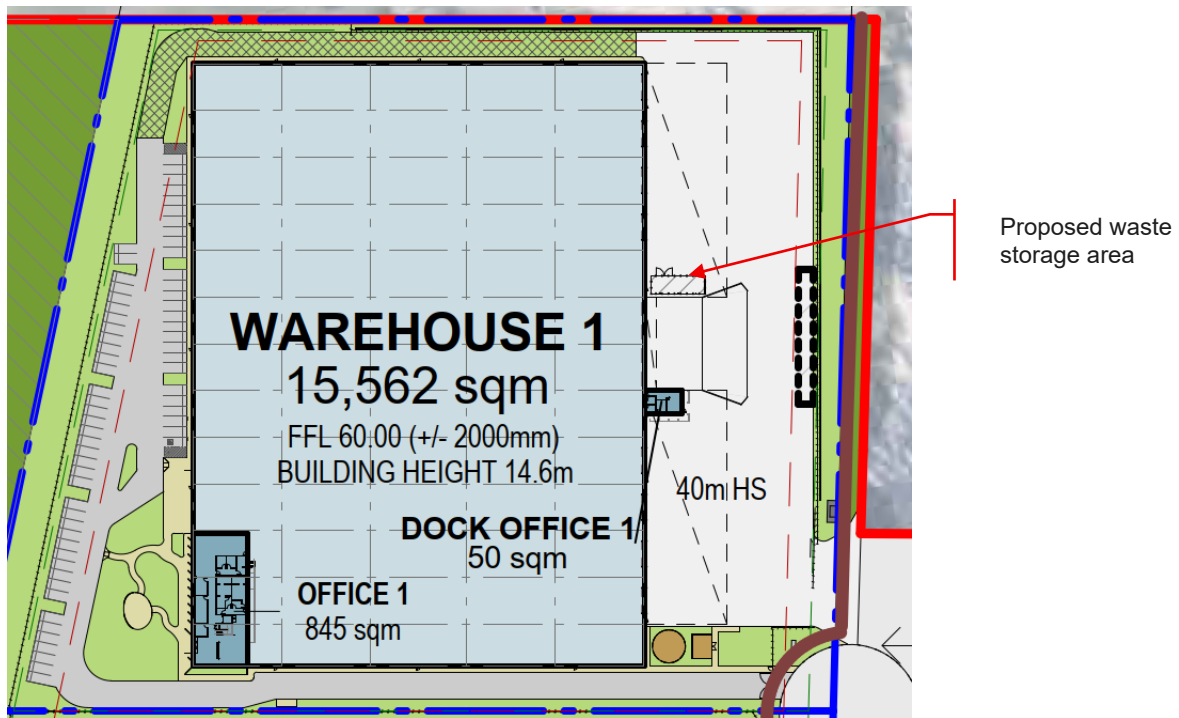 Proposed waste
storage area
WAREHOUSE 1
15,562 sqm
FFL 60.00 (+/- 2000mm)
BUILDING HEIGHT 14.6m
40m HS
DOCK OFFICE 1
50 sqm
OFFICE 1
845 sqm